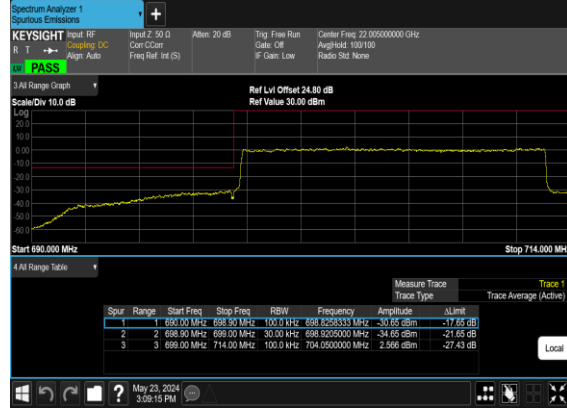 Spectrum Analyzer 1
Spurious Emissions
+
KEYSIGHT Input: RF Input Z: 50 Ω Atten: 20 dB Trig: Free Run Center Freq: 22.005000000 GHz
R T Coupling: DC Corr CCorr Gate: Off Avg|Hold: 100/100
Align: Auto Freq Ref: Int (S) IF Gain: Low Radio Std: None
LW PASS
3 All Range Graph
Ref Lvl Offset 24.80 dB
Scale/Div 10.0 dB Ref Value 30.00 dBm
Log
20.0
10.0
0.00
-10.0
-20.0
-30.0
-40.0
-50.0
-60.0
Start 690.000 MHz Stop 714.000 MH
4 All Range Table
Measure Trace Trace 1
Trace Type Trace Average (Active)
Spur Range Start Freq Stop Freq RBW Frequency Amplitude ΔLimit
1 1 690.00 MHz 698.90 MHz 100.0 kHz 698.8258333 MHz -30.65 dBm -17.65 dB
2 2 698.90 MHz 699.00 MHz 30.00 kHz 698.9205000 MHz -34.65 dBm -21.65 dB
3 3 699.00 MHz 714.00 MHz 100.0 kHz 704.0500000 MHz 2.566 dBm -27.43 dB
Local
? May 23, 2024
3:09:15 PM